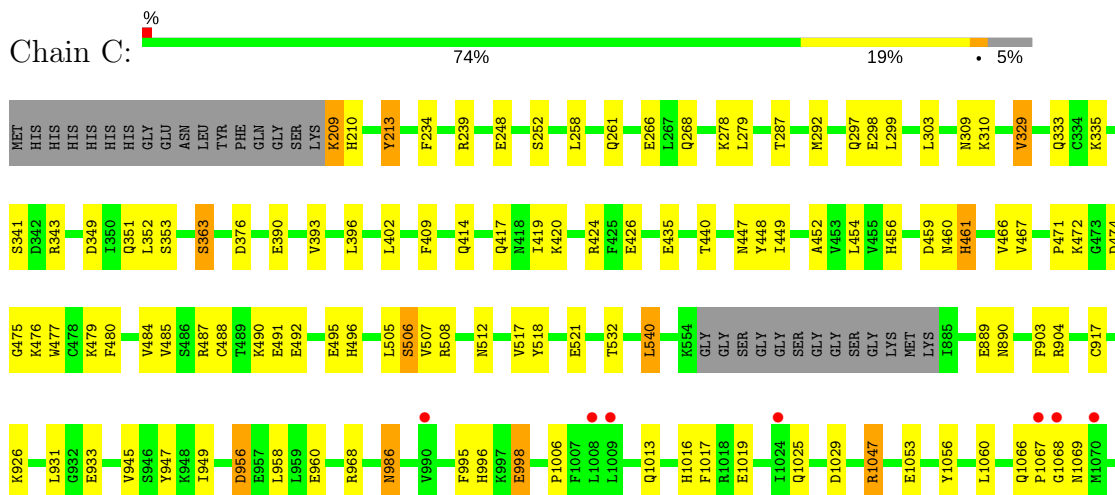 %
Chain C:
74% 19% • 5%
MET HIS HIS HIS HIS HIS HIS GLY GLU ASN LEU TYR PHE GLN GLY SER LYS K209 H210 Y213 F234 R239 E248 S252 L258 Q261 E266 L267 Q268 K278 L279 T287 M292 Q297 E298 L299 L303 N309 K310 V329 Q333 C334 K335
S341 D342 R343 D349 I350 Q351 L352 S353 S363 D376 E390 V393 L396 L402 F409 Q414 Q417 N418 I419 K420 R424 F425 E426 E435 T440 N447 Y448 I449 A452 V453 L454 V455 H456 D459 N460 H461 V466 V467 P471 K472 G473
G475 K476 W477 C478 K479 F480 V484 V485 S486 R487 C488 T489 K490 E491 E492 E495 H496 L505 S506 V507 R508 N512 V517 Y518 E521 T532 L540 K554 GLY GLY SER GLY GLY GLY SER GLY GLY SER GLY LYS MET LYS I885 E889 N890 F903 R904 C917
K926 L931 G932 E933 V945 S946 Y947 K948 I949 D956 E957 L958 L959 E960 R968 N986 V990 F995 H996 K997 E998 P1006 F1007 L1008 L1009 Q1013 H1016 F1017 R1018 E1019 I1024 Q1025 D1029 R1047 E1053 Y1056 L1060 Q1066 P1067 G1068 N1069 M1070